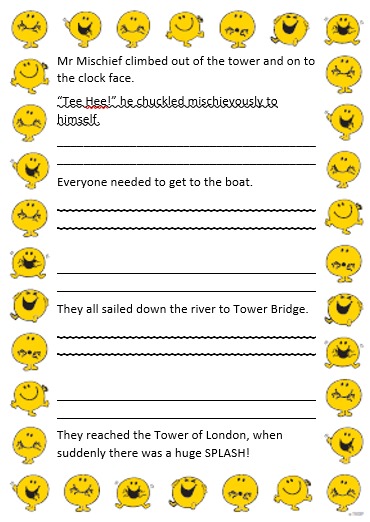 Mr Mischief climbed out of the tower and on to
the clock face.
“Tee Hee!” he chuckled mischievously to
himself.
Everyone needed to get to the boat.
They all sailed down the river to Tower Bridge.
They reached the Tower of London, when
suddenly there was a huge SPLASH!